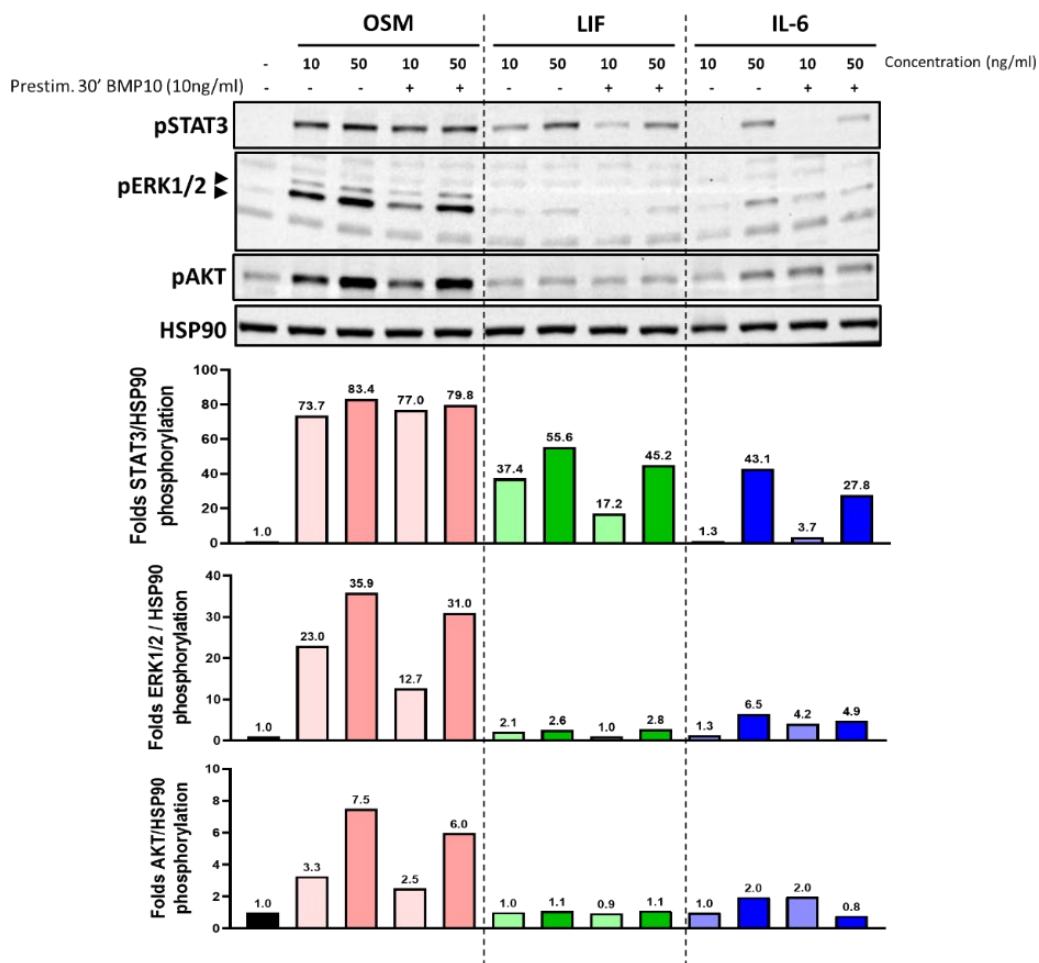 OSM LIF IL-6
- 10 50 10 50 10 50 10 50 10 50 10 50 Concentration (ng/ml)
Prestim. 30’ BMP10 (10ng/ml) - - - + + - - + + - - + +
pSTAT3
pERK1/2
pAKT
HSP90
Folds STAT3/HSP90
phosphorylation
100
80
60
40
20
0
1.0 73.7 83.4 77.0 79.8 37.4 55.6 17.2 45.2 1.3 43.1 3.7 27.8
Folds ERK1/2 / HSP90
phosphorylation
40
30
20
10
0
1.0 23.0 35.9 12.7 31.0 2.1 2.6 1.0 2.8 1.3 6.5 4.2 4.9
Folds AKT/HSP90
phosphorylation
10
8
6
4
2
0
1.0 3.3 7.5 2.5 6.0 1.0 1.1 0.9 1.1 1.0 2.0 2.0 0.8